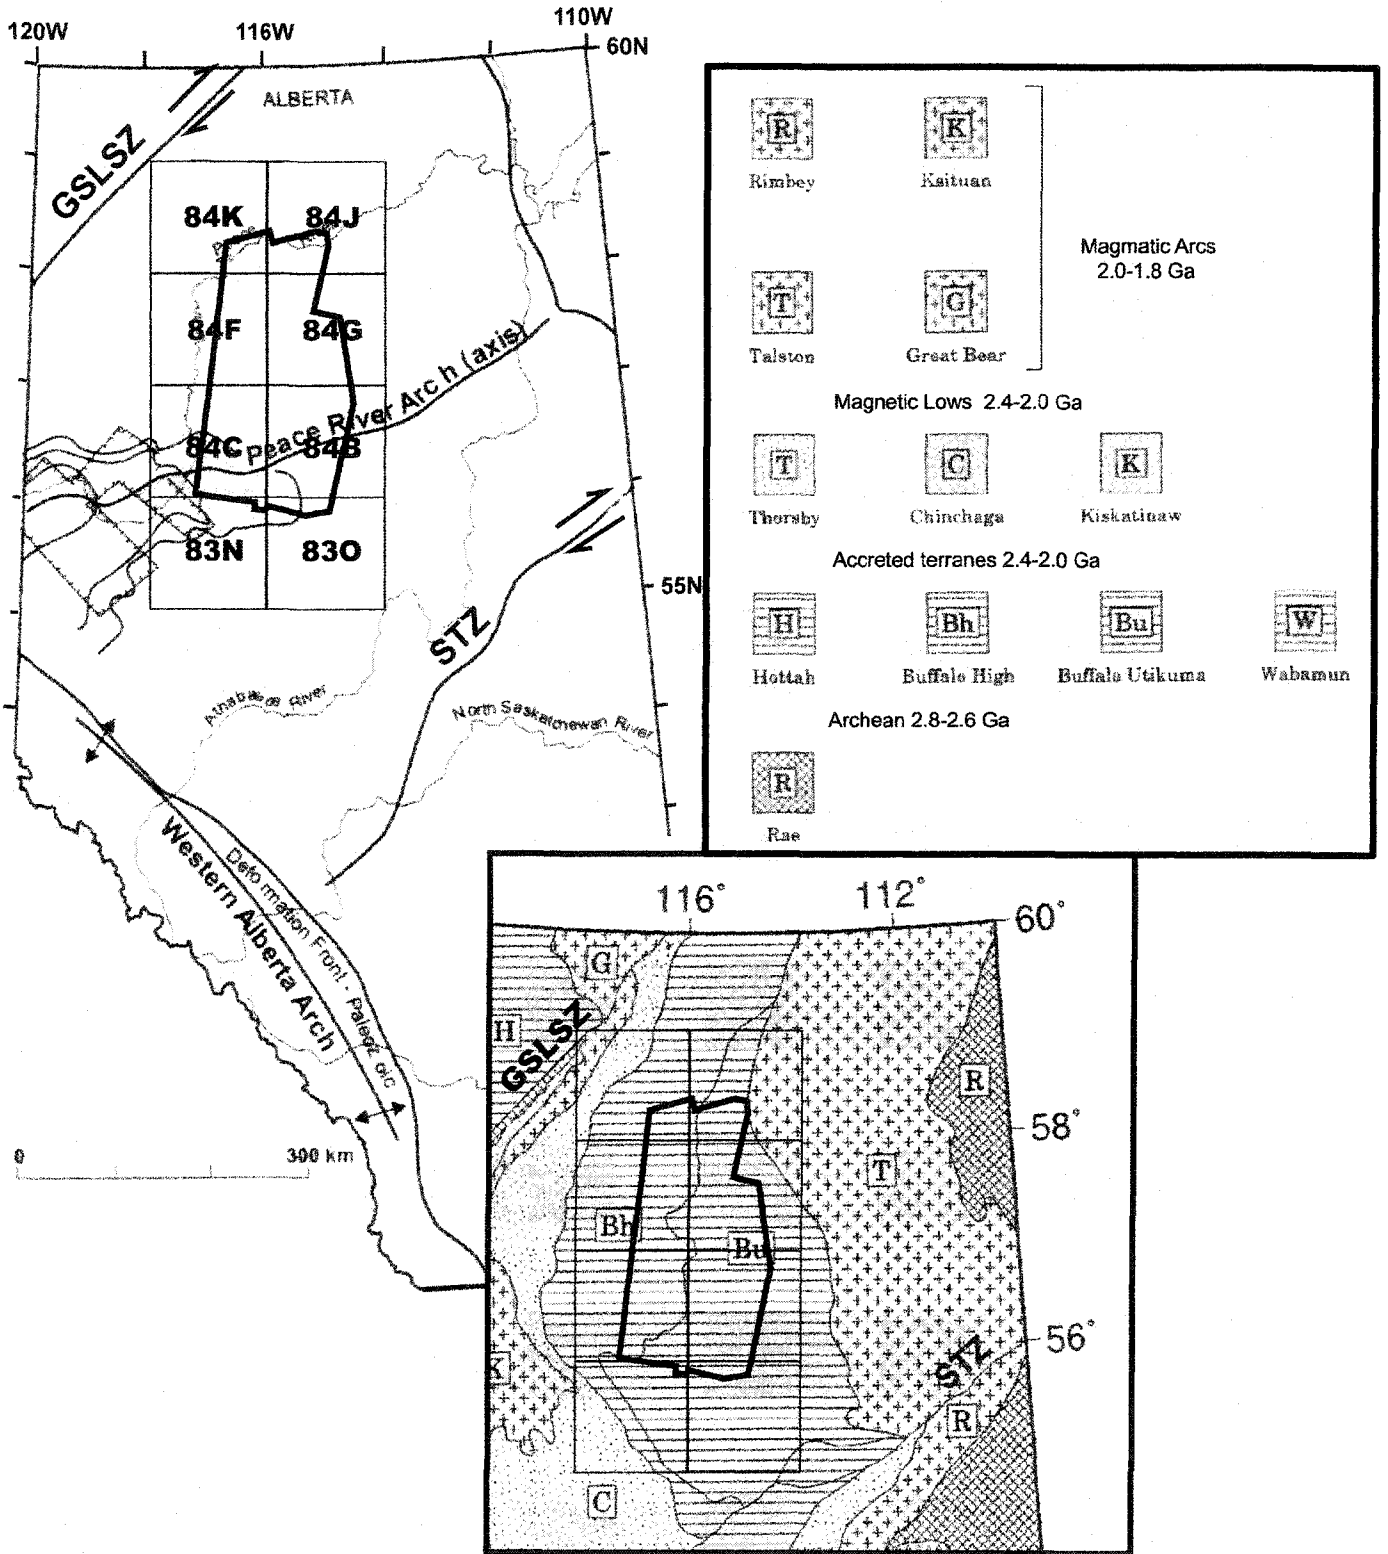 120W
116W
110W
60N
ALBERTA
GSLSZ
84K
84J
84F
84G
Peace River Arch (axis)
84C
84B
83N
83O
55N
STZ
Athabasca River
North Saskatchewan River
Western Alberta Arch
Deformation Front - Paleozoic
0
300 km
R
K
Rimbey
Ksituan
Magmatic Arcs
2.0-1.8 Ga
T
G
Talston
Great Bear
Magnetic Lows 2.4-2.0 Ga
T
C
K
Thorsby
Chinchaga
Kiskatinaw
Accreted terranes 2.4-2.0 Ga
H
Bh
Bu
W
Hottah
Buffalo High
Buffalo Utikuma
Wabamun
Archean 2.8-2.6 Ga
R
Rae
116°
112°
60°
G
H
GSLSZ
R
58°
T
Bh
Bu
56°
STZ
K
R
C